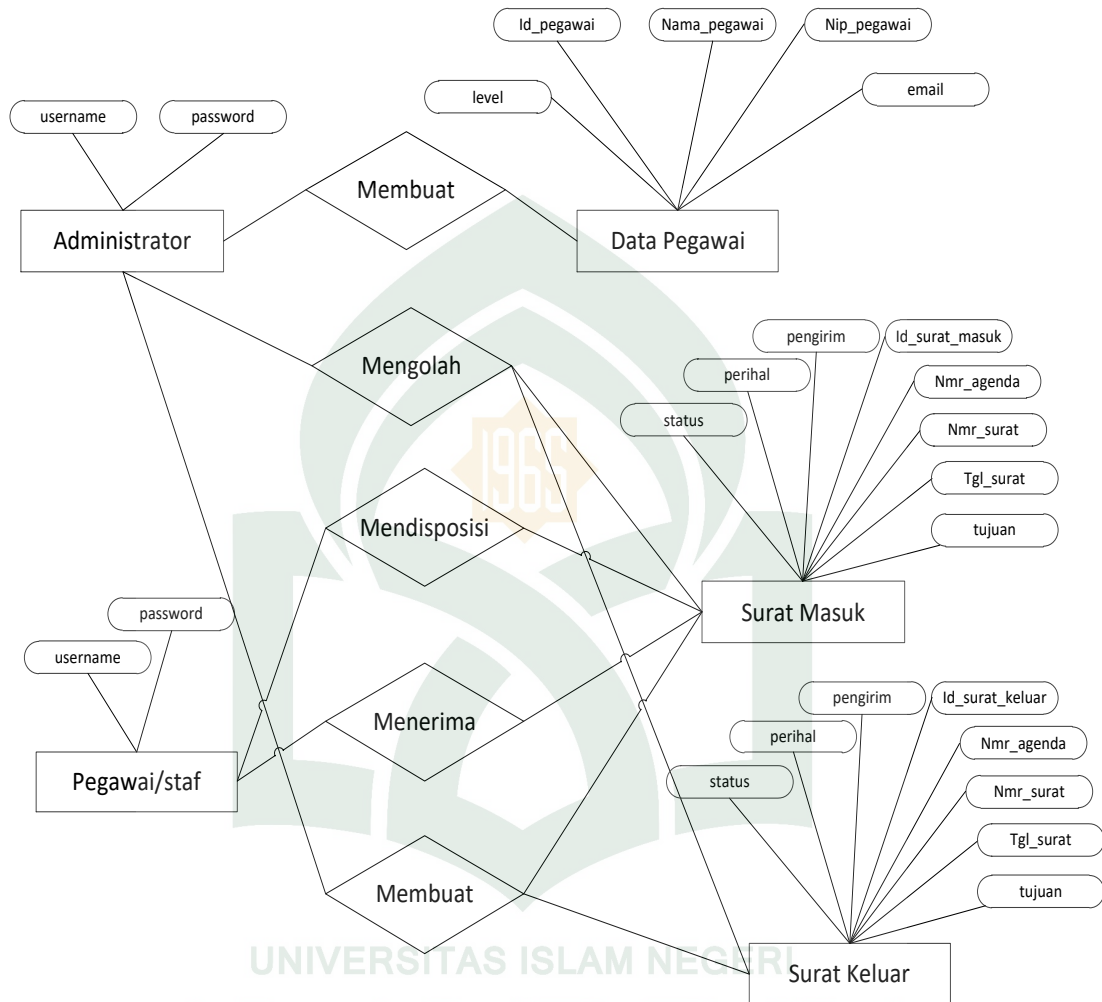 Id_pegawai
Nama_pegawai
Nip_pegawai
level
email
username
password
Membuat
Administrator
Data Pegawai
Mengolah
pengirim
Id_surat_masuk
perihal
Nmr_agenda
status
Nmr_surat
1965
Tgl_surat
Mendisposisi
tujuan
password
Surat Masuk
username
Menerima
pengirim
Id_surat_keluar
perihal
Nmr_agenda
Pegawai/staf
status
Nmr_surat
Tgl_surat
Membuat
tujuan
UNIVERSITAS ISLAM NEGERI
Surat Keluar